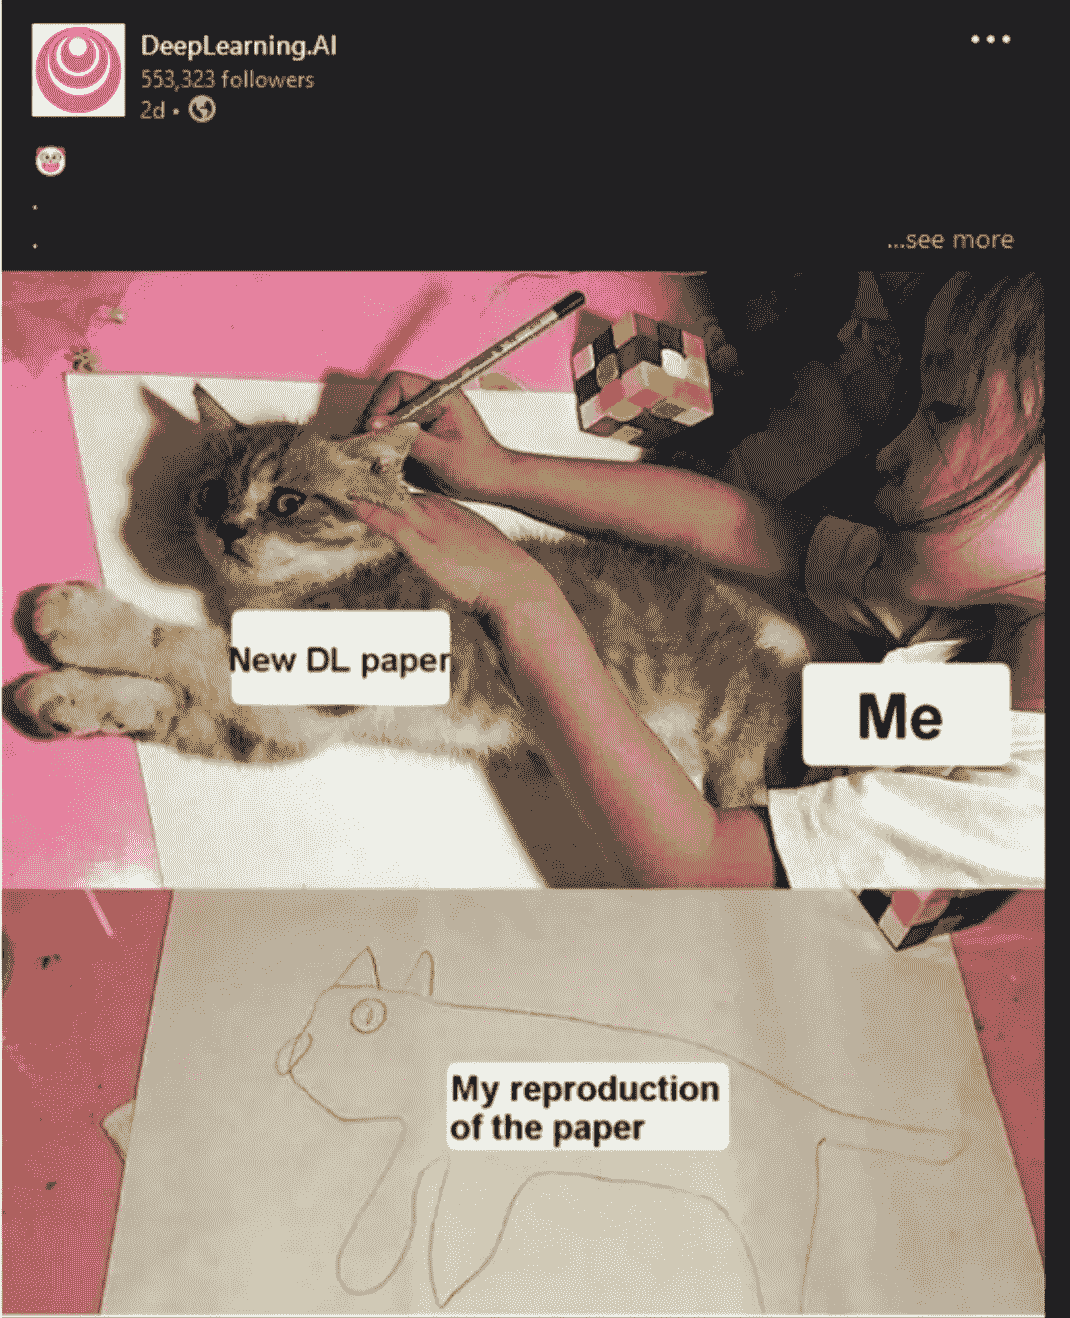 DeepLearning.AI
553,323 followers
2d •
.
.
...see more
New DL paper
Me
My reproduction
of the paper